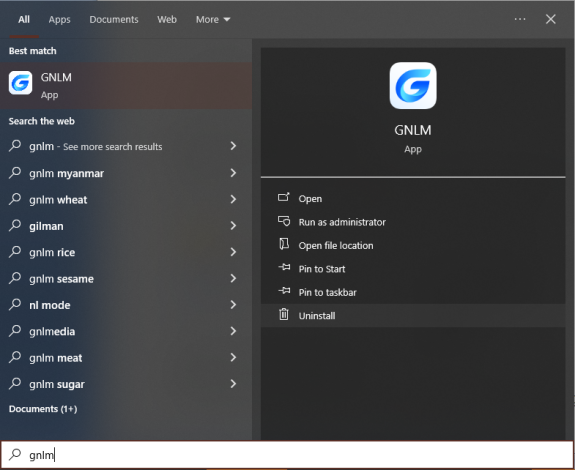 All Apps Documents Web More
Best match
GNLM
App
Search the web
gnlm - See more search results
gnlm myanmar
gnlm wheat
gilman
gnlm rice
gnlm sesame
nl mode
gnlmedia
gnlm meat
gnlm sugar
Documents (1+)
gnlm
GNLM
App
Open
Run as administrator
Open file location
Pin to Start
Pin to taskbar
Uninstall